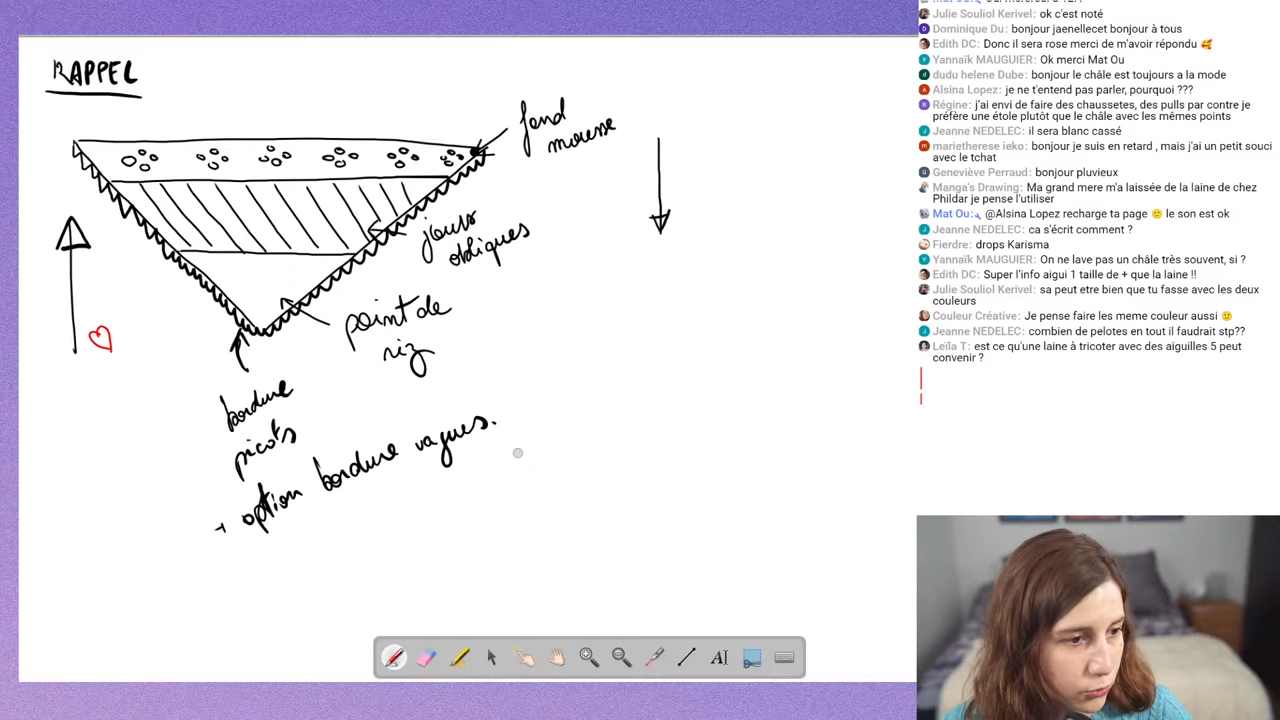 RAPPEL
fond
mousse
jours
obliques
point de
riz
bordure
picots
+ option bordure vagues.
Julie Souliol Kerivel: ok c'est noté
Dominique Du: bonjour jaenellecet bonjour à tous
Edith DC: Donc il sera rose merci de m’avoir répondu 🥰
Yannaïk MAUGUIER: Ok merci Mat Ou
dudu helene Dube: bonjour le châle est toujours a la mode
Alsina Lopez: je ne t'entend pas parler, pourquoi ???
Régine: j’ai envi de faire des chaussetes, des pulls par contre je
préfère une étole plutôt que le châle avec les mêmes points
Jeanne NEDELEC: il sera blanc cassé
marietherese ieko: bonjour je suis en retard , mais j'ai un petit souci
avec le tchat
Geneviève Perraud: bonjour pluvieux
Manga's Drawing: Ma grand mere m'a laissée de la laine de chez
Phildar je pense l'utiliser
Mat Ou: @Alsina Lopez recharge ta page 🙂 le son est ok
Jeanne NEDELEC: ca s'écrit comment ?
Fierdre: drops Karisma
Yannaïk MAUGUIER: On ne lave pas un châle très souvent, si ?
Edith DC: Super l’info aigui 1 taille de + que la laine !!
Julie Souliol Kerivel: sa peut etre bien que tu fasse avec les deux
couleurs
Couleur Créative: Je pense faire les meme couleur aussi 🙂
Jeanne NEDELEC: combien de pelotes en tout il faudrait stp??
Leïla T: est ce qu'une laine à tricoter avec des aiguilles 5 peut
convenir ?
AI